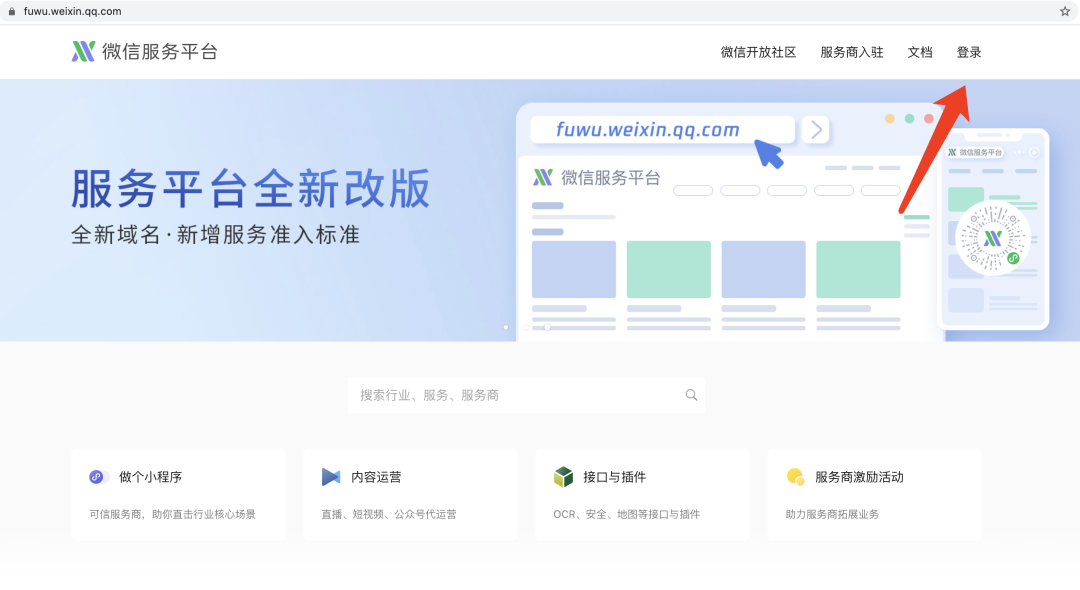 fuwu.weixin.qq.com
微信服务平台
微信开放社区 服务商入驻 文档 登录
服务平台全新改版
全新域名·新增服务准入标准
fuwu.weixin.qq.com
微信服务平台
微信服务平台
搜索行业、服务、服务商
做个小程序
可信服务商，助你直击行业核心场景
内容运营
直播、短视频、公众号代运营
接口与插件
OCR、安全、地图等接口与插件
服务商激励活动
助力服务商拓展业务